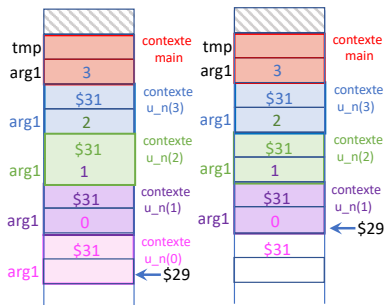 tmp
contexte
main
arg1
3
$31
contexte
u_n(3)
arg1
2
$31
contexte
u_n(2)
arg1
1
$31
contexte
u_n(1)
arg1
0
$31
contexte
u_n(0)
arg1
$29
tmp
contexte
main
arg1
3
$31
contexte
u_n(3)
arg1
2
$31
contexte
u_n(2)
arg1
1
$31
contexte
u_n(1)
arg1
0
$29
$31